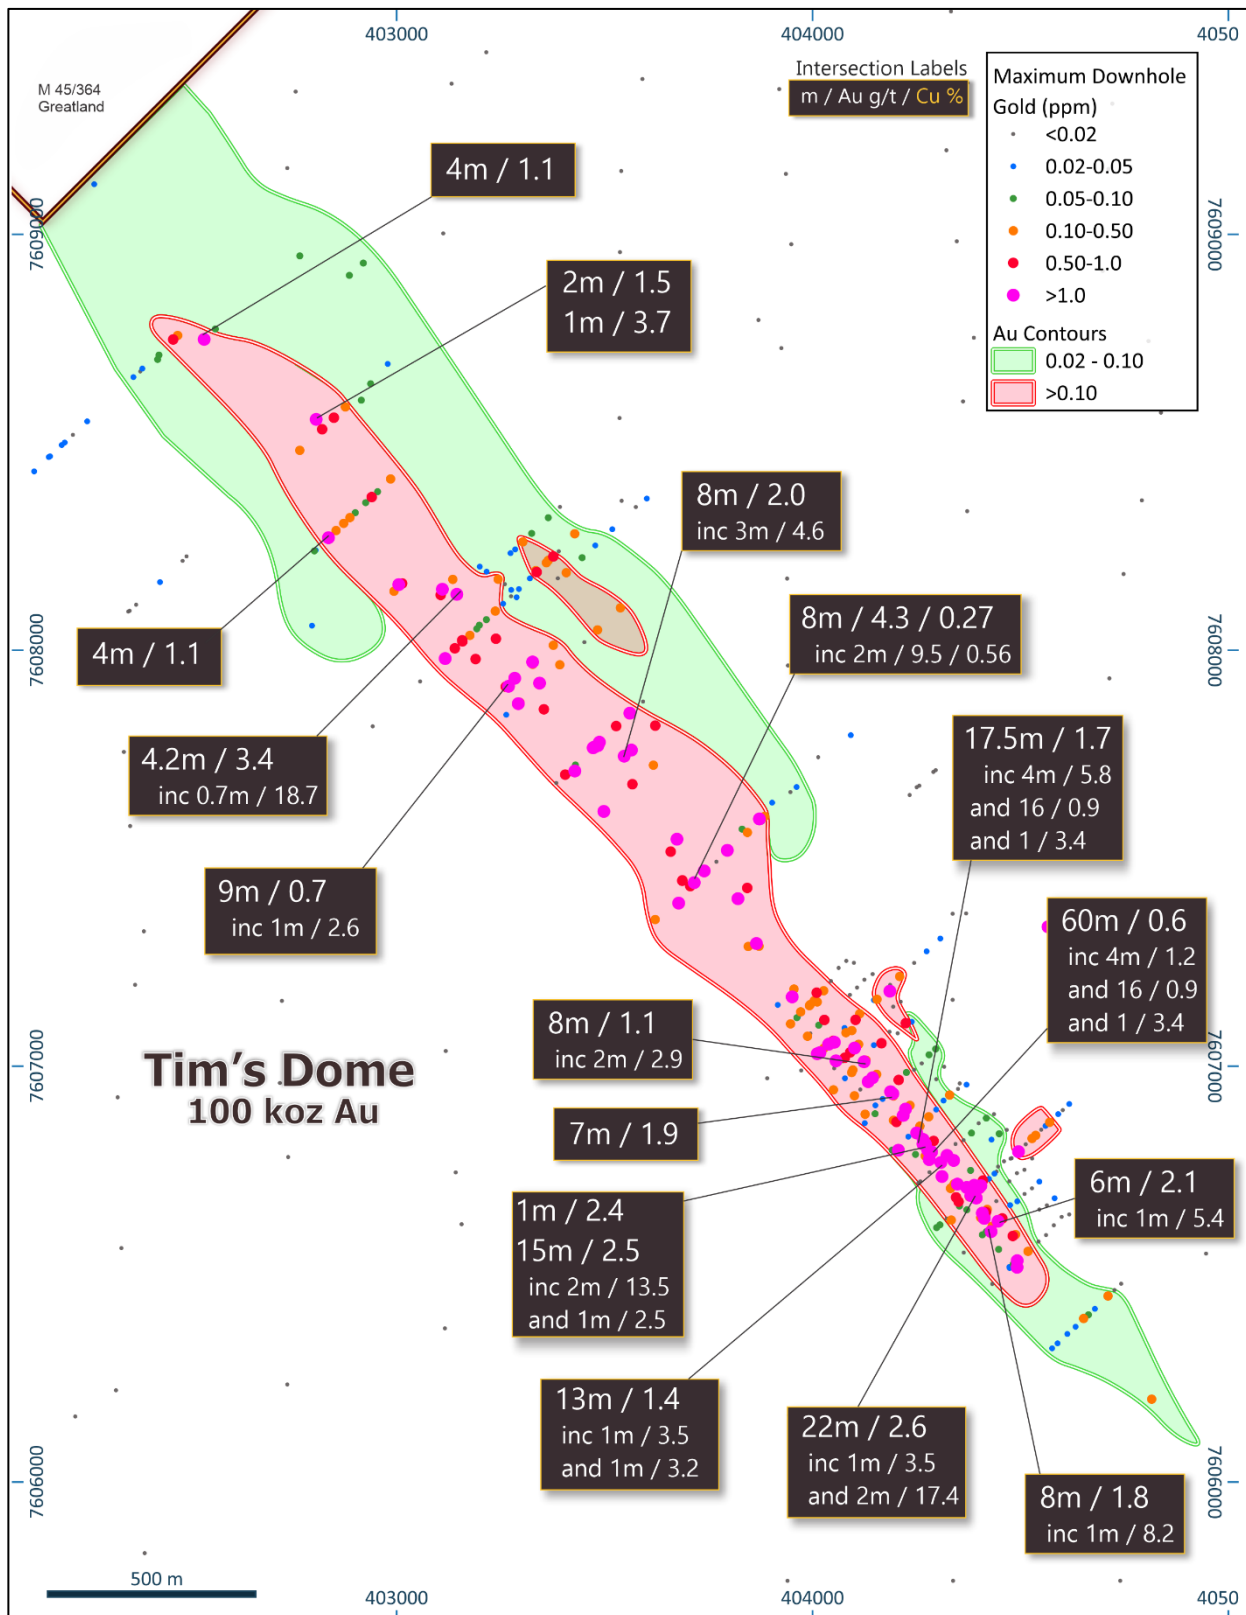 403000
404000
4050
M 45/364
Greatland
Intersection Labels
m / Au g/t / Cu %
Maximum Downhole
Gold (ppm)
<0.02
0.02-0.05
0.05-0.10
0.10-0.50
0.50-1.0
>1.0
Au Contours
0.02 - 0.10
>0.10
7609000
7609000
4m / 1.1
2m / 1.5
1m / 3.7
8m / 2.0
inc 3m / 4.6
8m / 4.3 / 0.27
inc 2m / 9.5 / 0.56
7608000
7608000
4m / 1.1
4.2m / 3.4
inc 0.7m / 18.7
17.5m / 1.7
inc 4m / 5.8
and 16 / 0.9
and 1 / 3.4
9m / 0.7
inc 1m / 2.6
60m / 0.6
inc 4m / 1.2
and 16 / 0.9
and 1 / 3.4
8m / 1.1
inc 2m / 2.9
7607000
7607000
Tim's Dome
100 koz Au
7m / 1.9
6m / 2.1
inc 1m / 5.4
1m / 2.4
15m / 2.5
inc 2m / 13.5
and 1m / 2.5
13m / 1.4
inc 1m / 3.5
and 1m / 3.2
22m / 2.6
inc 1m / 3.5
and 2m / 17.4
8m / 1.8
inc 1m / 8.2
7606000
7606000
500 m
403000
404000
4050